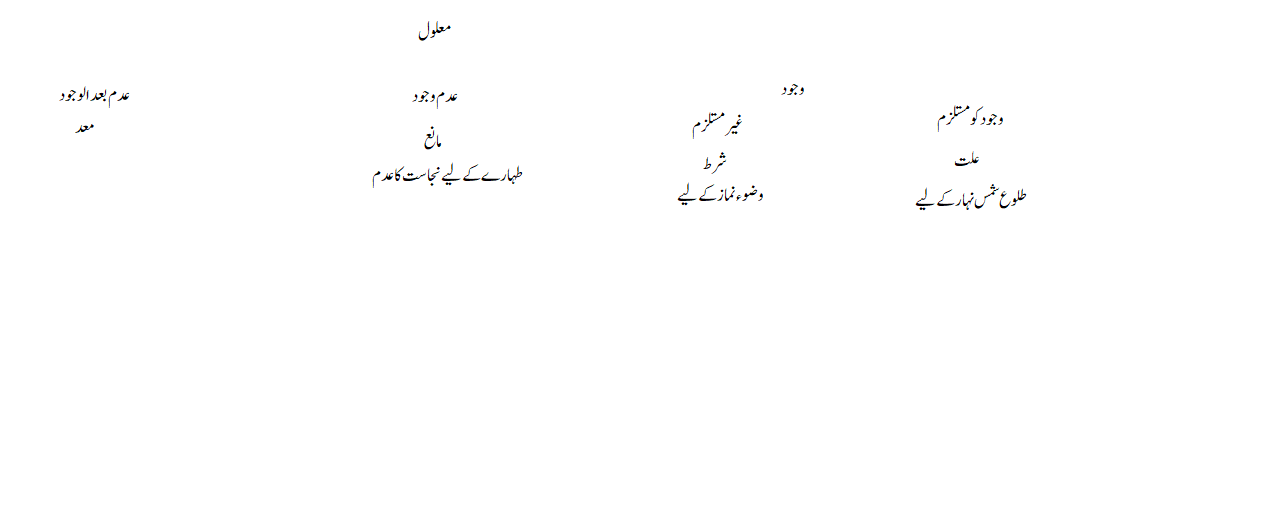 معلول
وجود
عدم وجود
عدم بعد الوجود
وجود کو مستلزم
غیر مستلزم
مانع
معد
علت
شرط
طہارے کے لیے نجاست کا عدم
طلوع شمس نہار کے لیے
وضوء نماز کے لیے